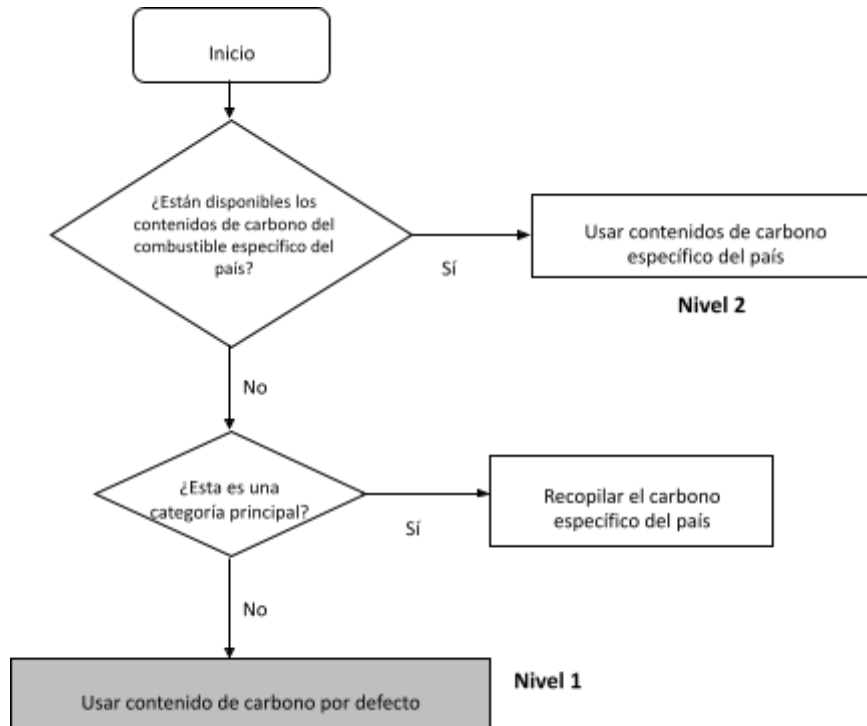 Inicio
¿Están disponibles los
contenidos de carbono del
combustible específico del
país?
Sí
Usar contenidos de carbono
específico del país
Nivel 2
No
¿Esta es una
categoría principal?
Sí
Recopilar el carbono
específico del país
No
Usar contenido de carbono por defecto
Nivel 1